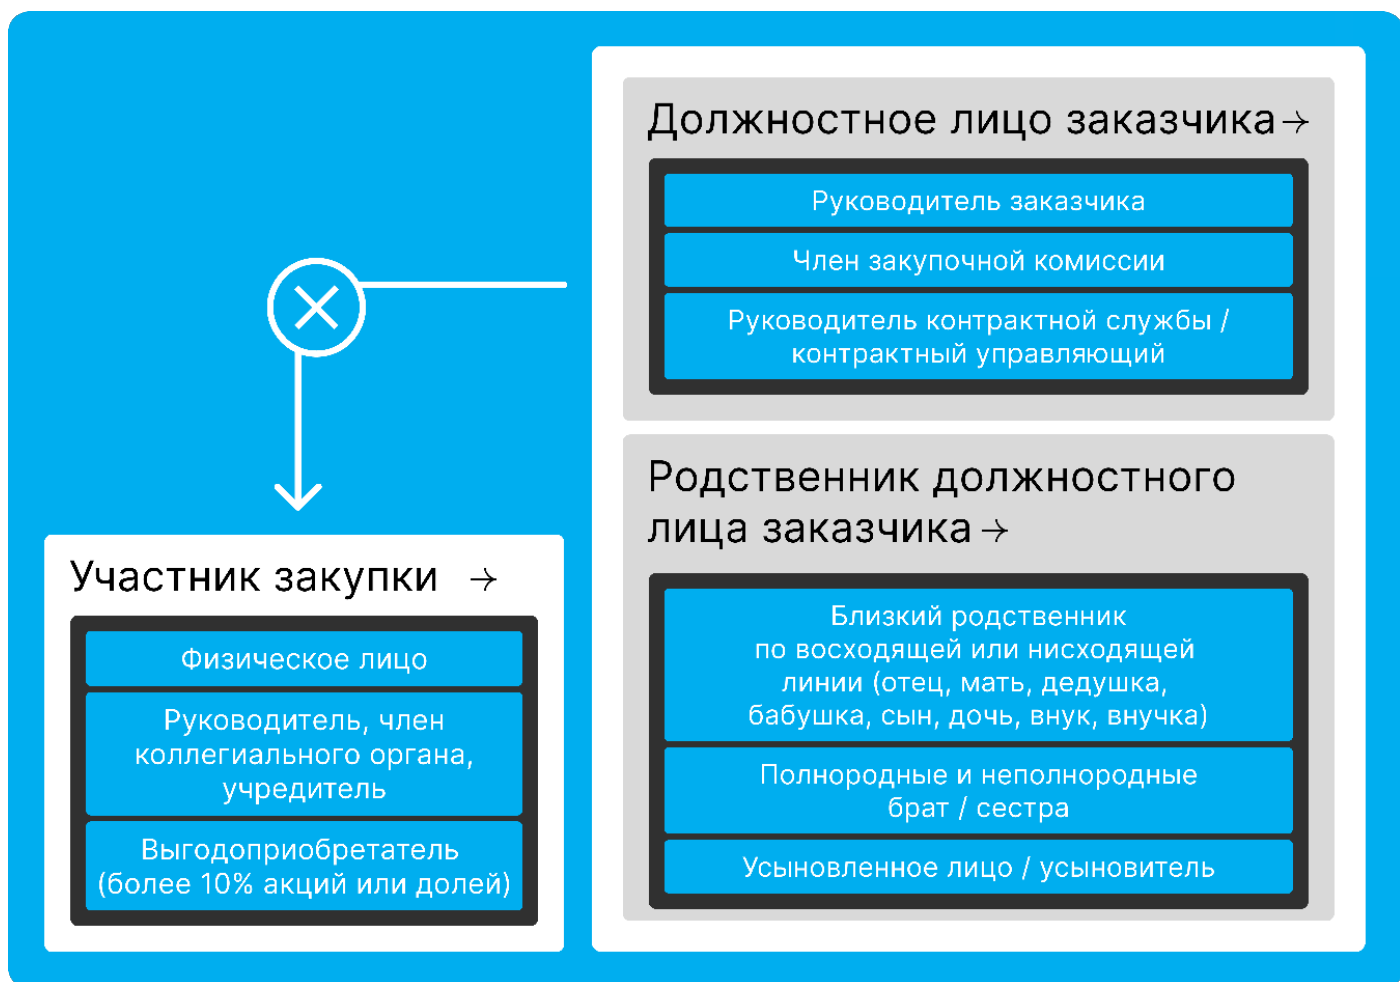 Должностное лицо заказчика→
Руководитель заказчика
Член закупочной комиссии
Руководитель контрактной службы /
контрактный управляющий
Родственник должностного
лица заказчика →
Близкий родственник
по восходящей или нисходящей
линии (отец, мать, дедушка,
бабушка, сын, дочь, внук, внучка)
Полнородные и неполнородные
брат / сестра
Усыновленное лицо / усыновитель
Участник закупки →
Физическое лицо
Руководитель, член
коллегиального органа,
учредитель
Выгодоприобретатель
(более 10% акций или долей)